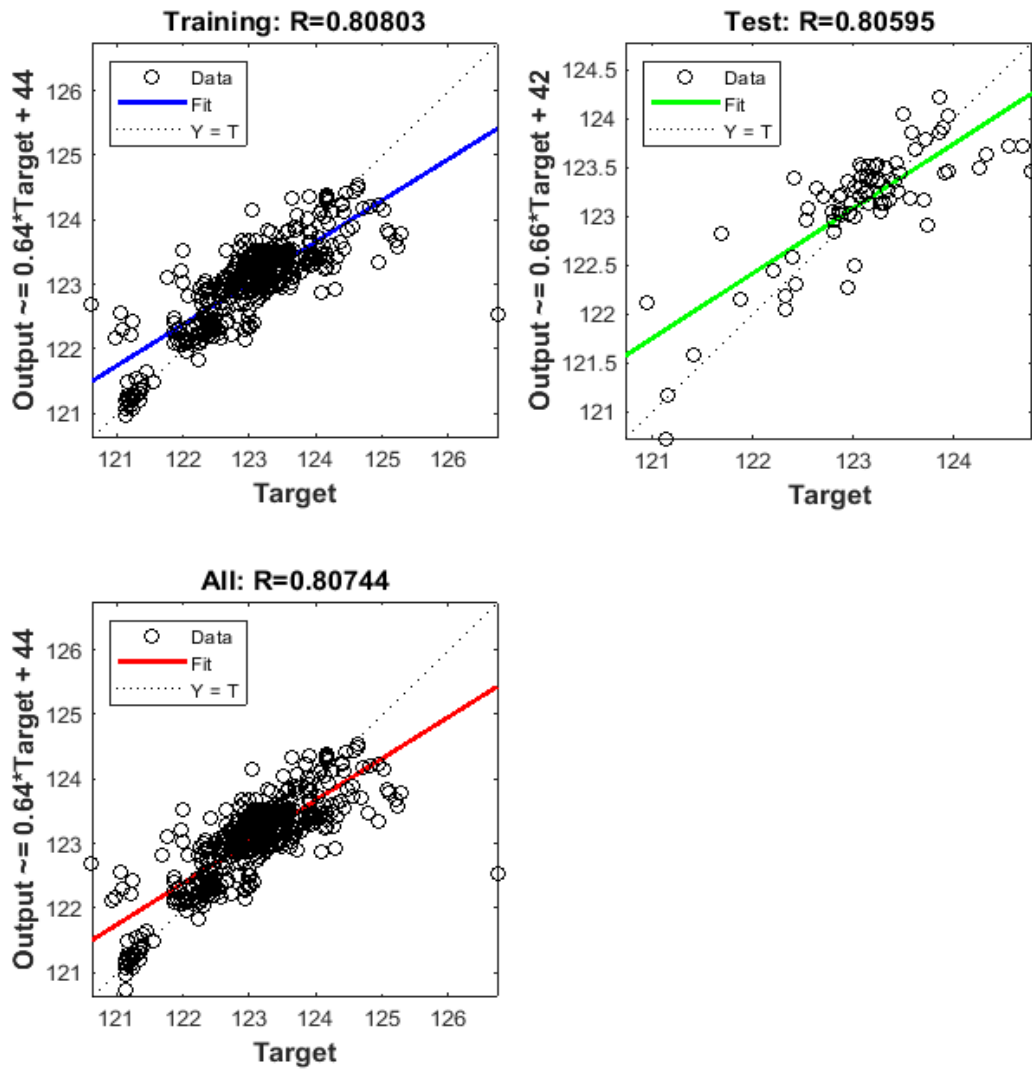 Training: R=0.80803
Output ~= 0.64*Target + 44
126
125
124
123
122
121
Data
Fit
Y = T
121 122 123 124 125 126
Target
Test: R=0.80595
Output ~= 0.66*Target + 42
124.5
124
123.5
123
122.5
122
121.5
121
Data
Fit
Y = T
121 122 123 124
Target
All: R=0.80744
Output ~= 0.64*Target + 44
126
125
124
123
122
121
Data
Fit
Y = T
121 122 123 124 125 126
Target